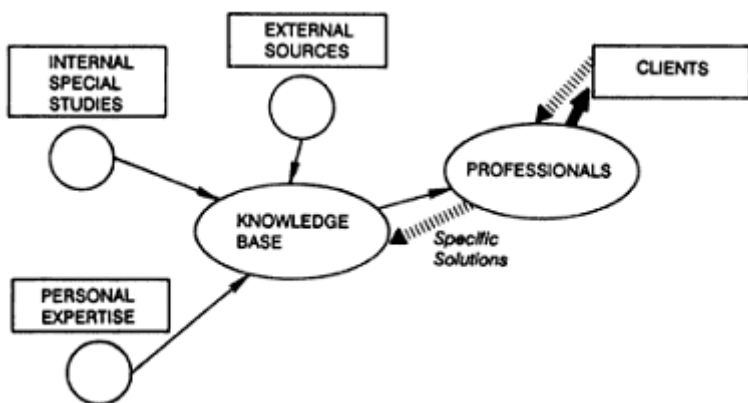 EXTERNAL
SOURCES
INTERNAL
SPECIAL
STUDIES
CLIENTS
PROFESSIONALS
KNOWLEDGE
BASE
Specific
Solutions
PERSONAL
EXPERTISE